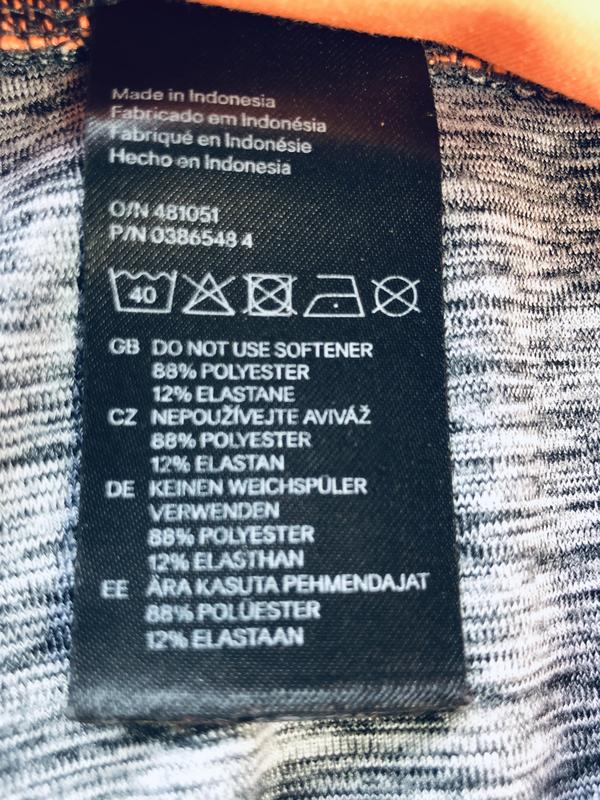 Made in Indonesia
Fabricado em Indonésia
Fabriqué en Indonésie
Hecho en Indonesia
O/N 481051
P/N 0386548 4
40
GB DO NOT USE SOFTENER
88% POLYESTER
12% ELASTANE
CZ NEPOUŽÍVEJTE AVIVÁŽ
88% POLYESTER
12% ELASTAN
DE KEINEN WEICHSPÜLER
VERWENDEN
88% POLYESTER
12% ELASTHAN
EE ÄRA KASUTA PEHMENDAJAT
88% POLÜESTER
12% ELASTAAN